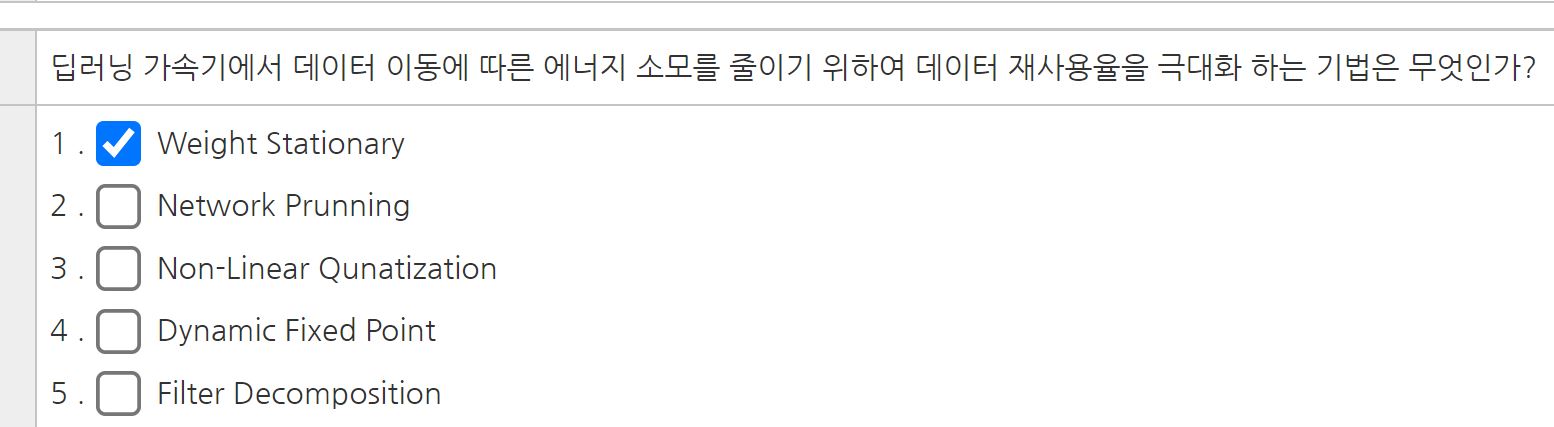 딥러닝 가속기에서 데이터 이동에 따른 에너지 소모를 줄이기 위하여 데이터 재사용율을 극대화 하는 기법은 무엇인가?
1 . Weight Stationary
2 . Network Prunning
3 . Non-Linear Qunatization
4 . Dynamic Fixed Point
5 . Filter Decomposition